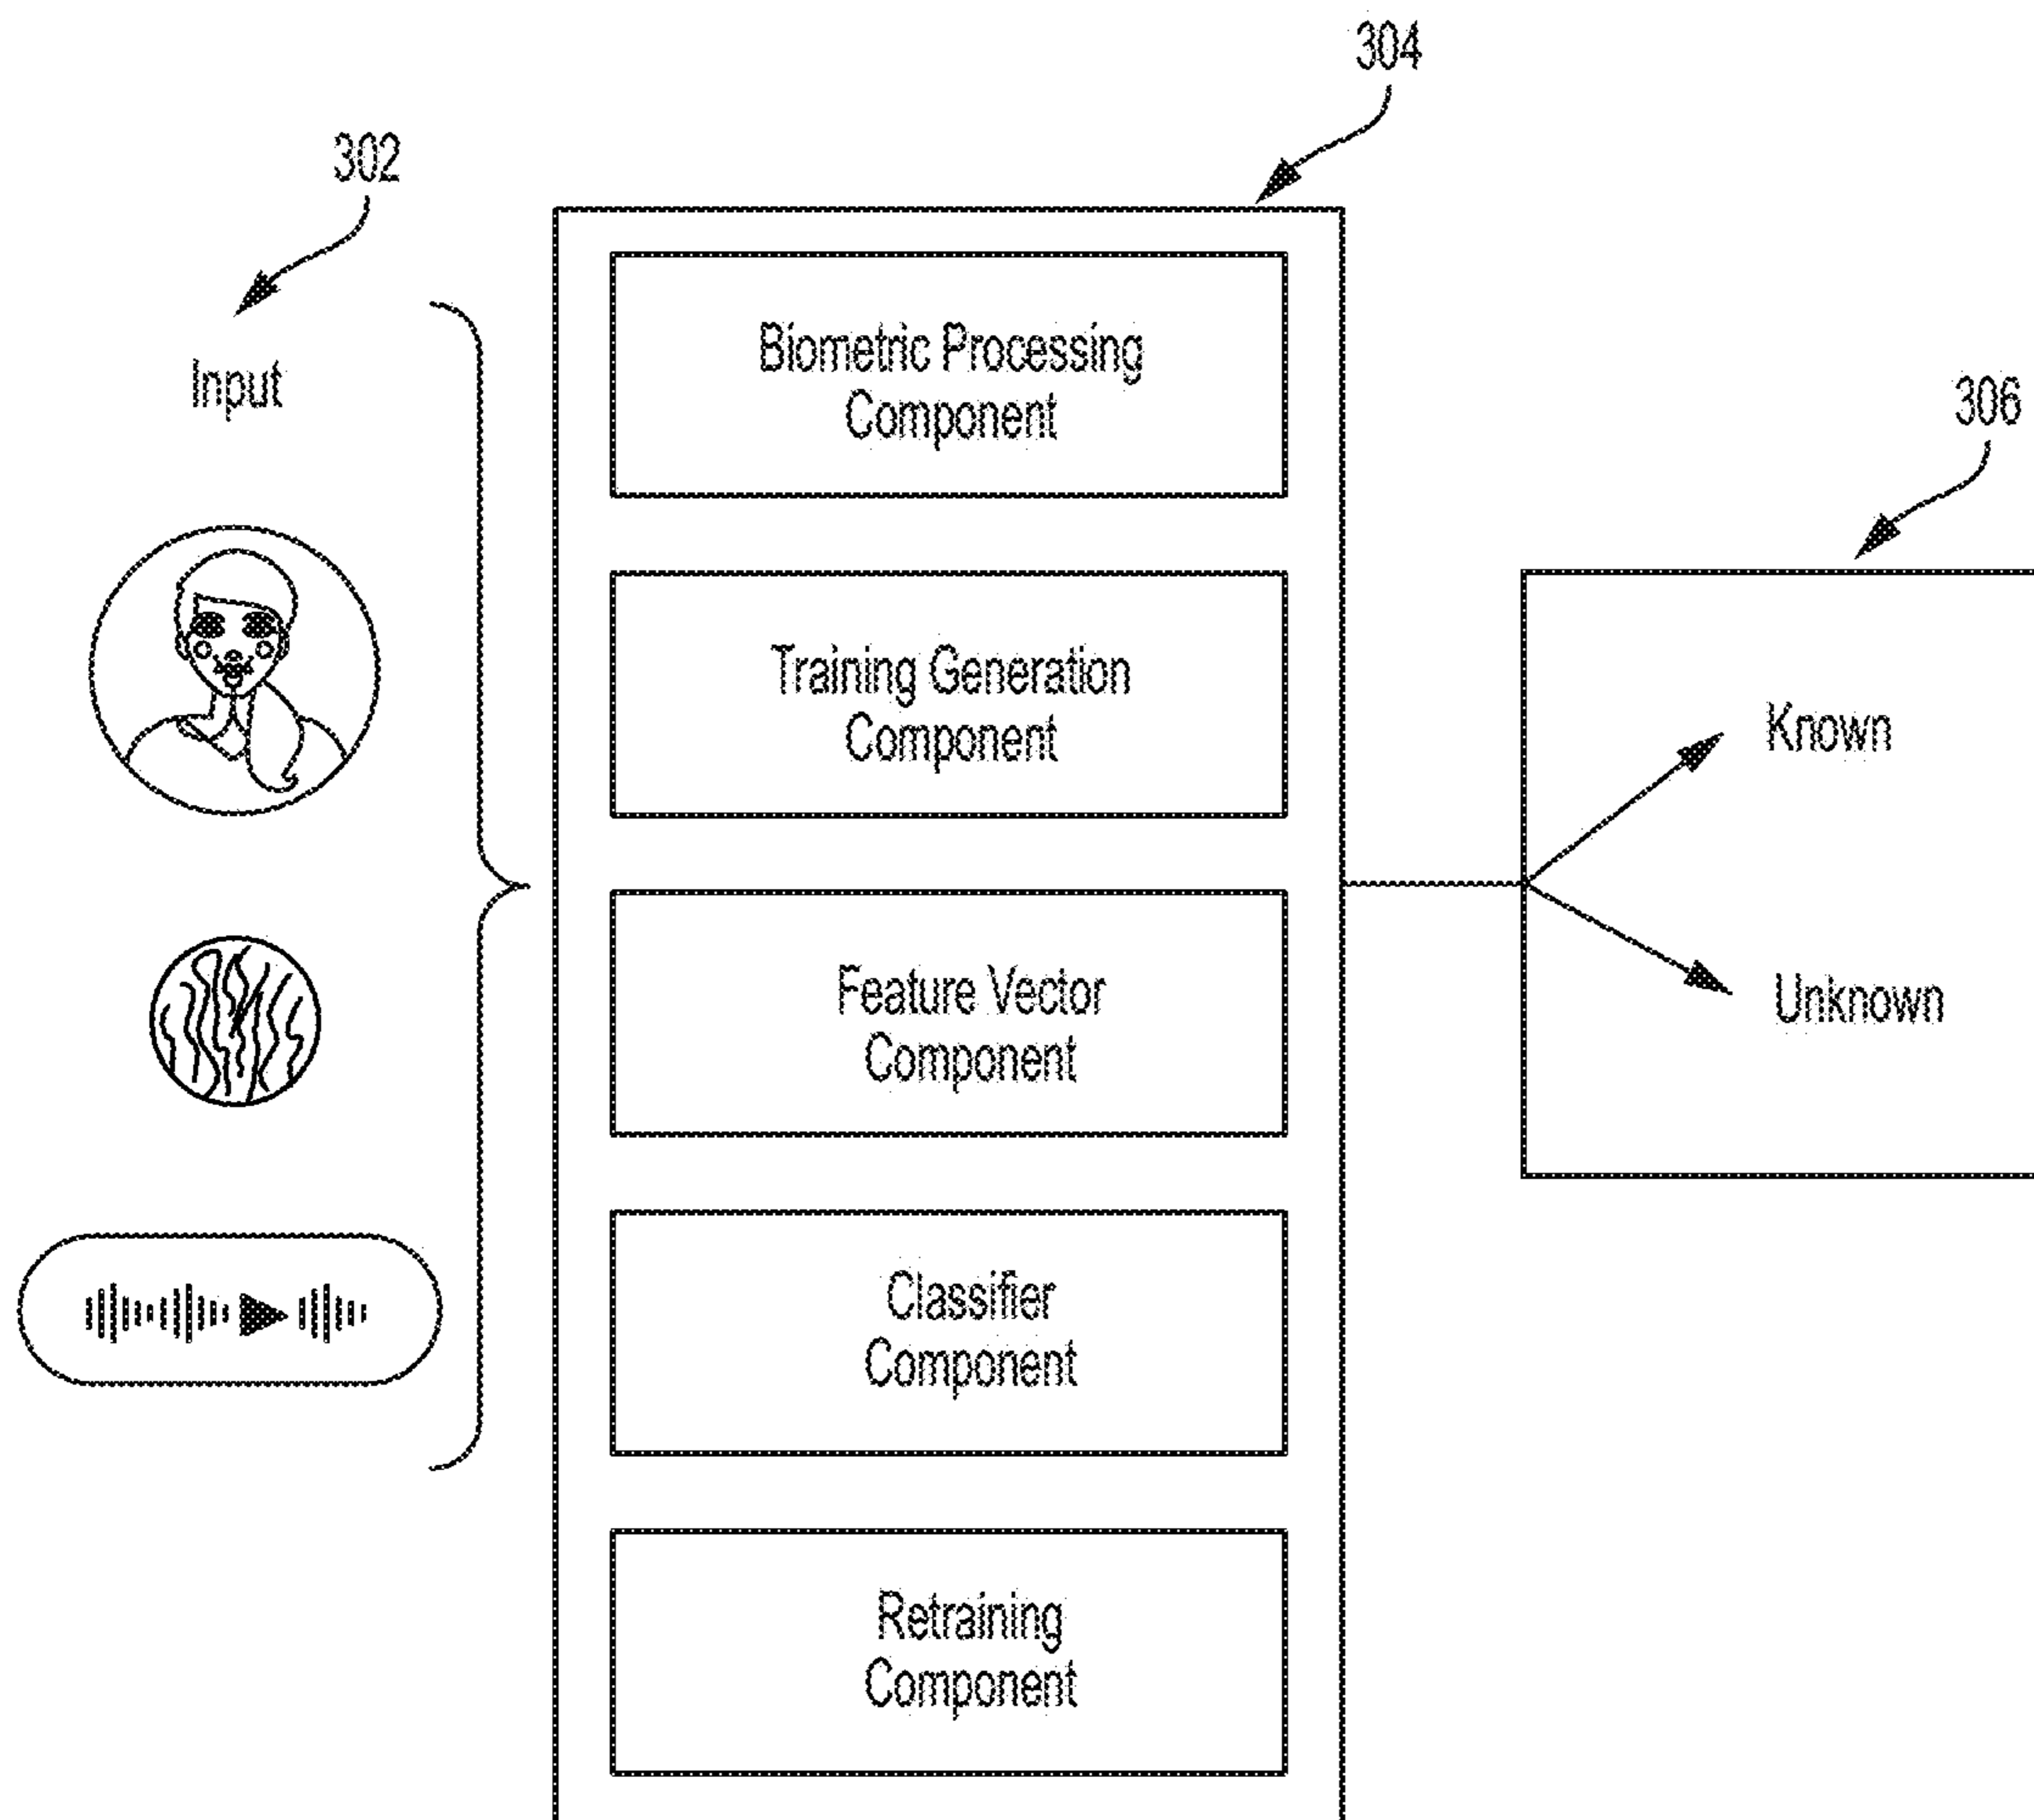 304
302
Input
Biometric Processing
Component
Training Generation
Component
Feature Vector
Component
Classifier
Component
Retraining
Component
306
Known
Unknown